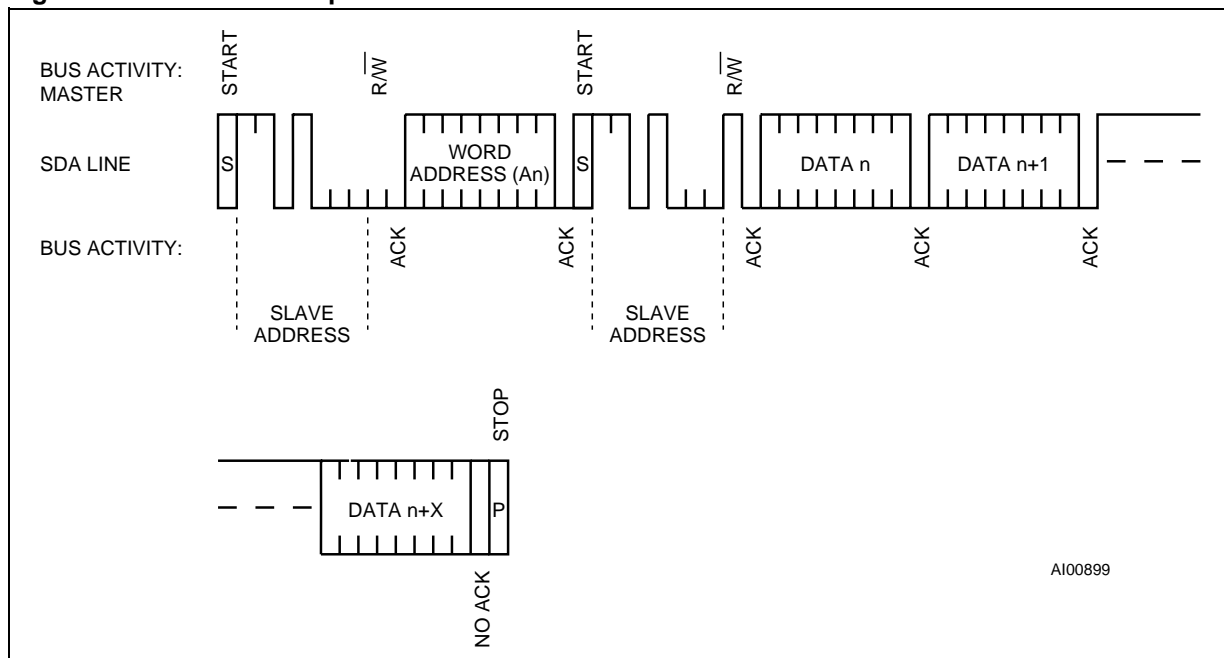 START
R/W
START
R/W
BUS ACTIVITY:
MASTER
SDA LINE
S
WORD
ADDRESS (An)
S
DATA n
DATA n+1
BUS ACTIVITY:
ACK
ACK
ACK
ACK
ACK
SLAVE
ADDRESS
SLAVE
ADDRESS
STOP
DATA n+X
P
NO ACK
AI00899